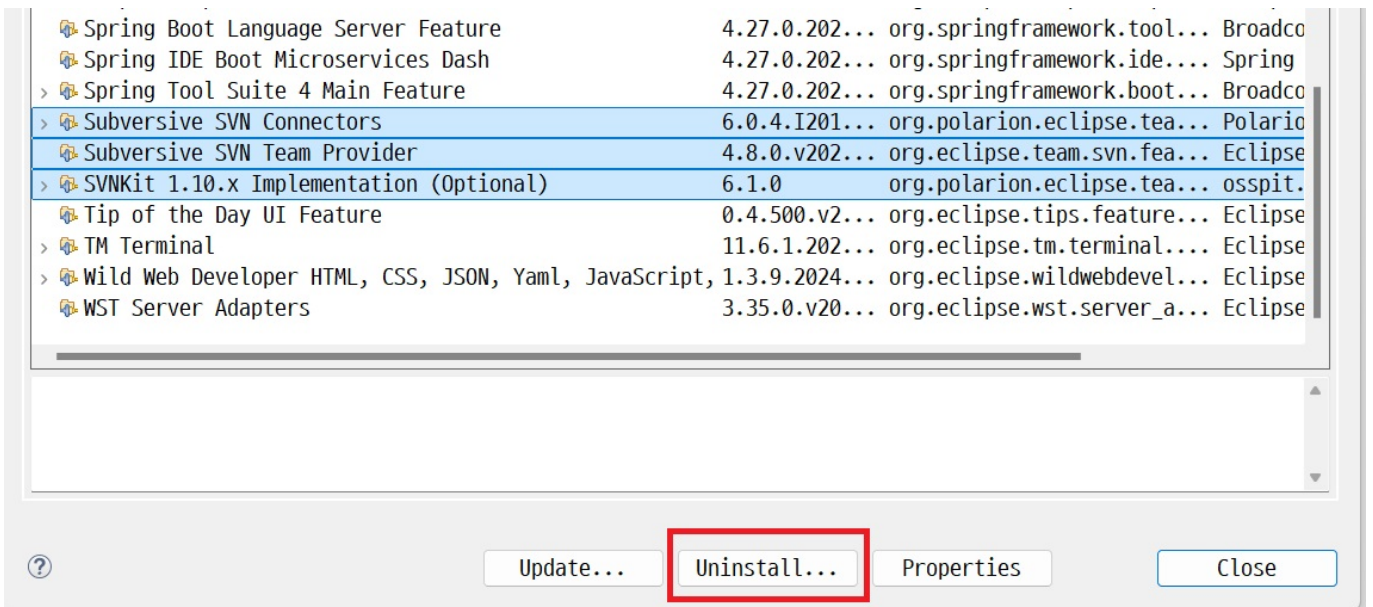 Spring Boot Language Server Feature 4.27.0.202... org.springframework.tool... Broadco
Spring IDE Boot Microservices Dash 4.27.0.202... org.springframework.ide.... Spring
Spring Tool Suite 4 Main Feature 4.27.0.202... org.springframework.boot... Broadco
Subversive SVN Connectors 6.0.4.I201... org.polarion.eclipse.tea... Polario
Subversive SVN Team Provider 4.8.0.v202... org.eclipse.team.svn.fea... Eclipse
SVNKit 1.10.x Implementation (Optional) 6.1.0 org.polarion.eclipse.tea... osspit.
Tip of the Day UI Feature 0.4.500.v2... org.eclipse.tips.feature... Eclipse
TM Terminal 11.6.1.202... org.eclipse.tm.terminal.... Eclipse
Wild Web Developer HTML, CSS, JSON, Yaml, JavaScript, 1.3.9.2024... org.eclipse.wildwebdevel... Eclipse
WST Server Adapters 3.35.0.v20... org.eclipse.wst.server_a... Eclipse
? Update... Uninstall... Properties Close